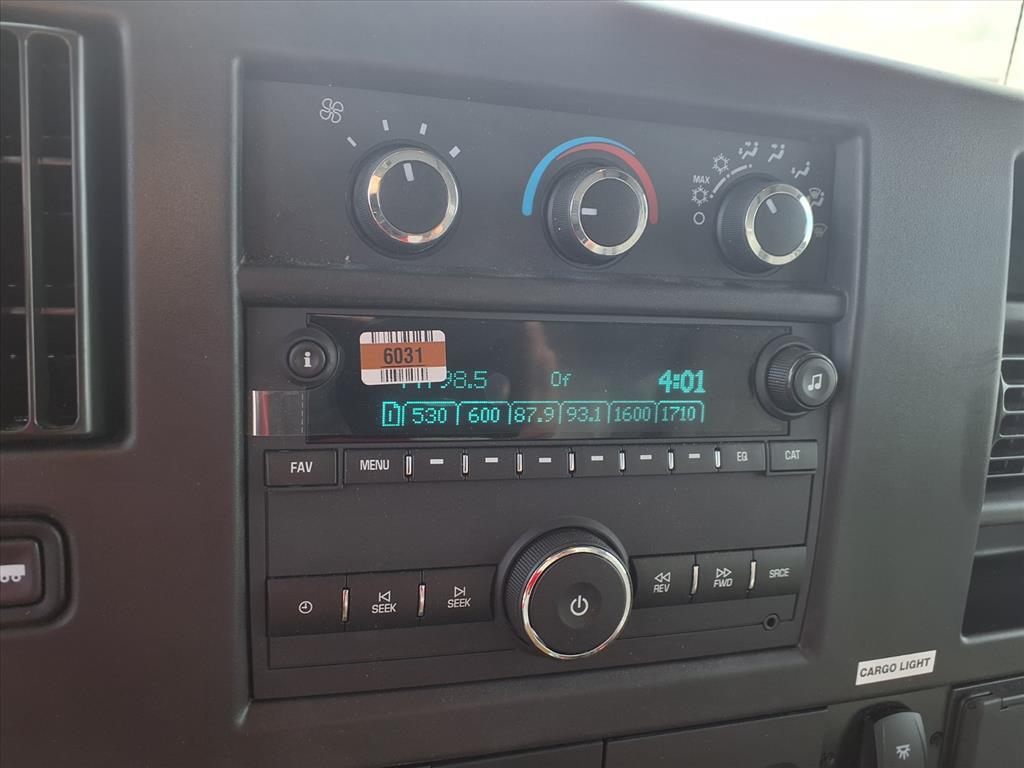 MAX
6031
98.5 Of 4:01
530 600 87.9 93.1 1600 1710
FAV MENU EQ CAT
SEEK SEEK REV FWD SRCE
CARGO LIGHT